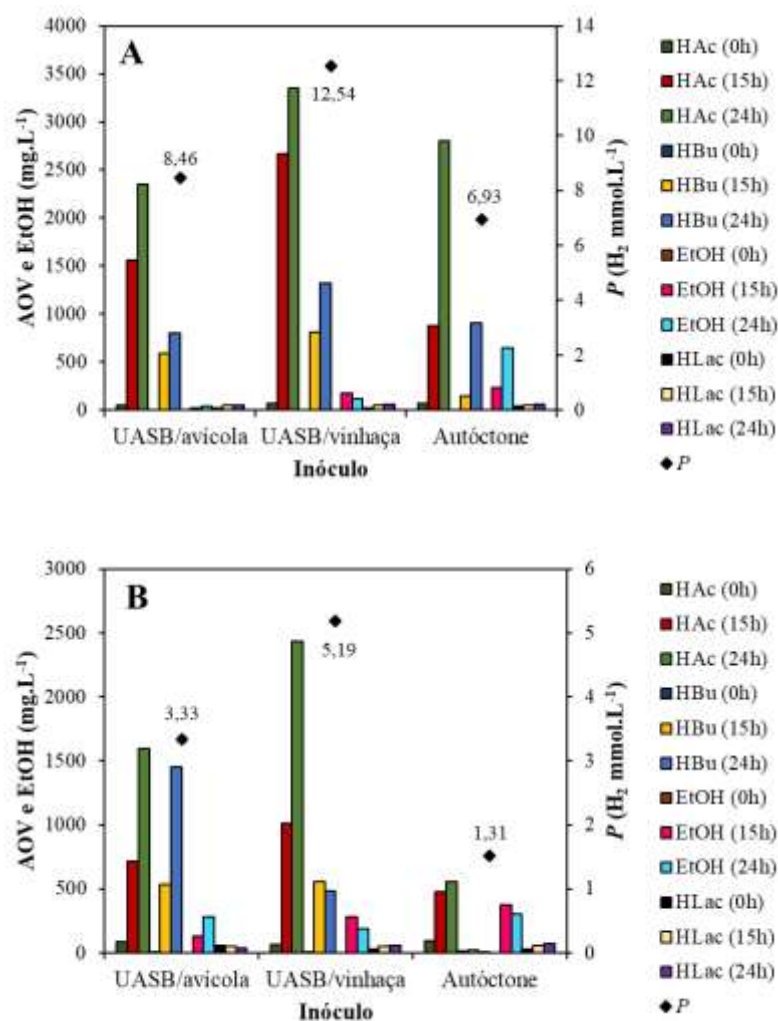 A
AOV e EtOH (mg.L⁻¹)
4000
3500
3000
2500
2000
1500
1000
500
0
8,46
12,54
6,93
14
12
10
8
6
4
2
0
P (H₂ mmol.L⁻¹)
UASB/avícola UASB/vinhaça Autóctone
Inóculo
HAc (0h)
HAc (15h)
HAc (24h)
HBu (0h)
HBu (15h)
HBu (24h)
EtOH (0h)
EtOH (15h)
EtOH (24h)
HLac (0h)
HLac (15h)
HLac (24h)
P
B
AOV e EtOH (mg.L⁻¹)
3000
2500
2000
1500
1000
500
0
3,33
5,19
1,31
6
5
4
3
2
1
0
P (H₂ mmol.L⁻¹)
UASB/avícola UASB/vinhaça Autóctone
Inóculo
HAc (0h)
HAc (15h)
HAc (24h)
HBu (0h)
HBu (15h)
HBu (24h)
EtOH (0h)
EtOH (15h)
EtOH (24h)
HLac (0h)
HLac (15h)
HLac (24h)
P